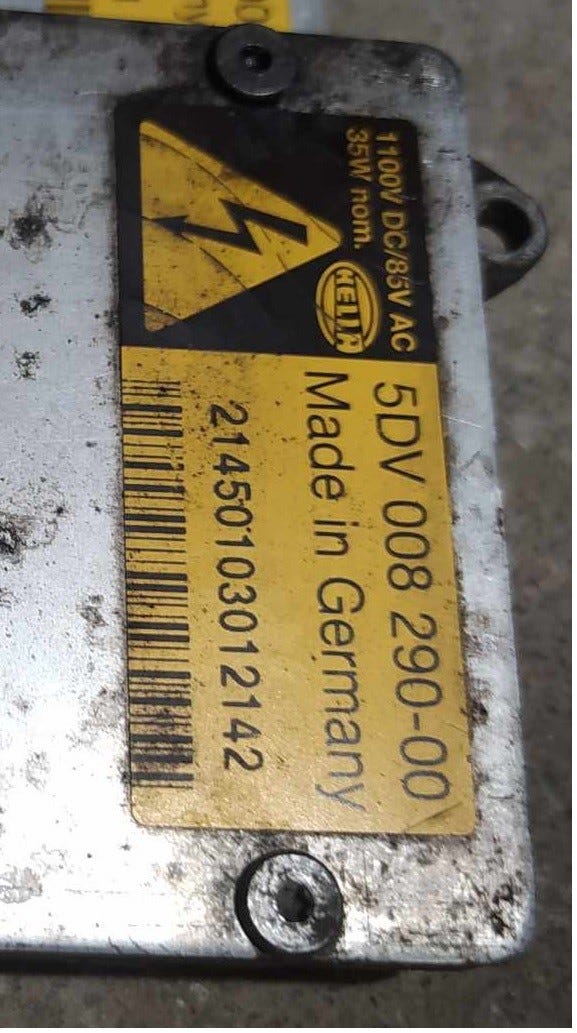 1100V DC/85V AC
35W nom.
HELLA
5DV 008 290-00
Made in Germany
21450103012142